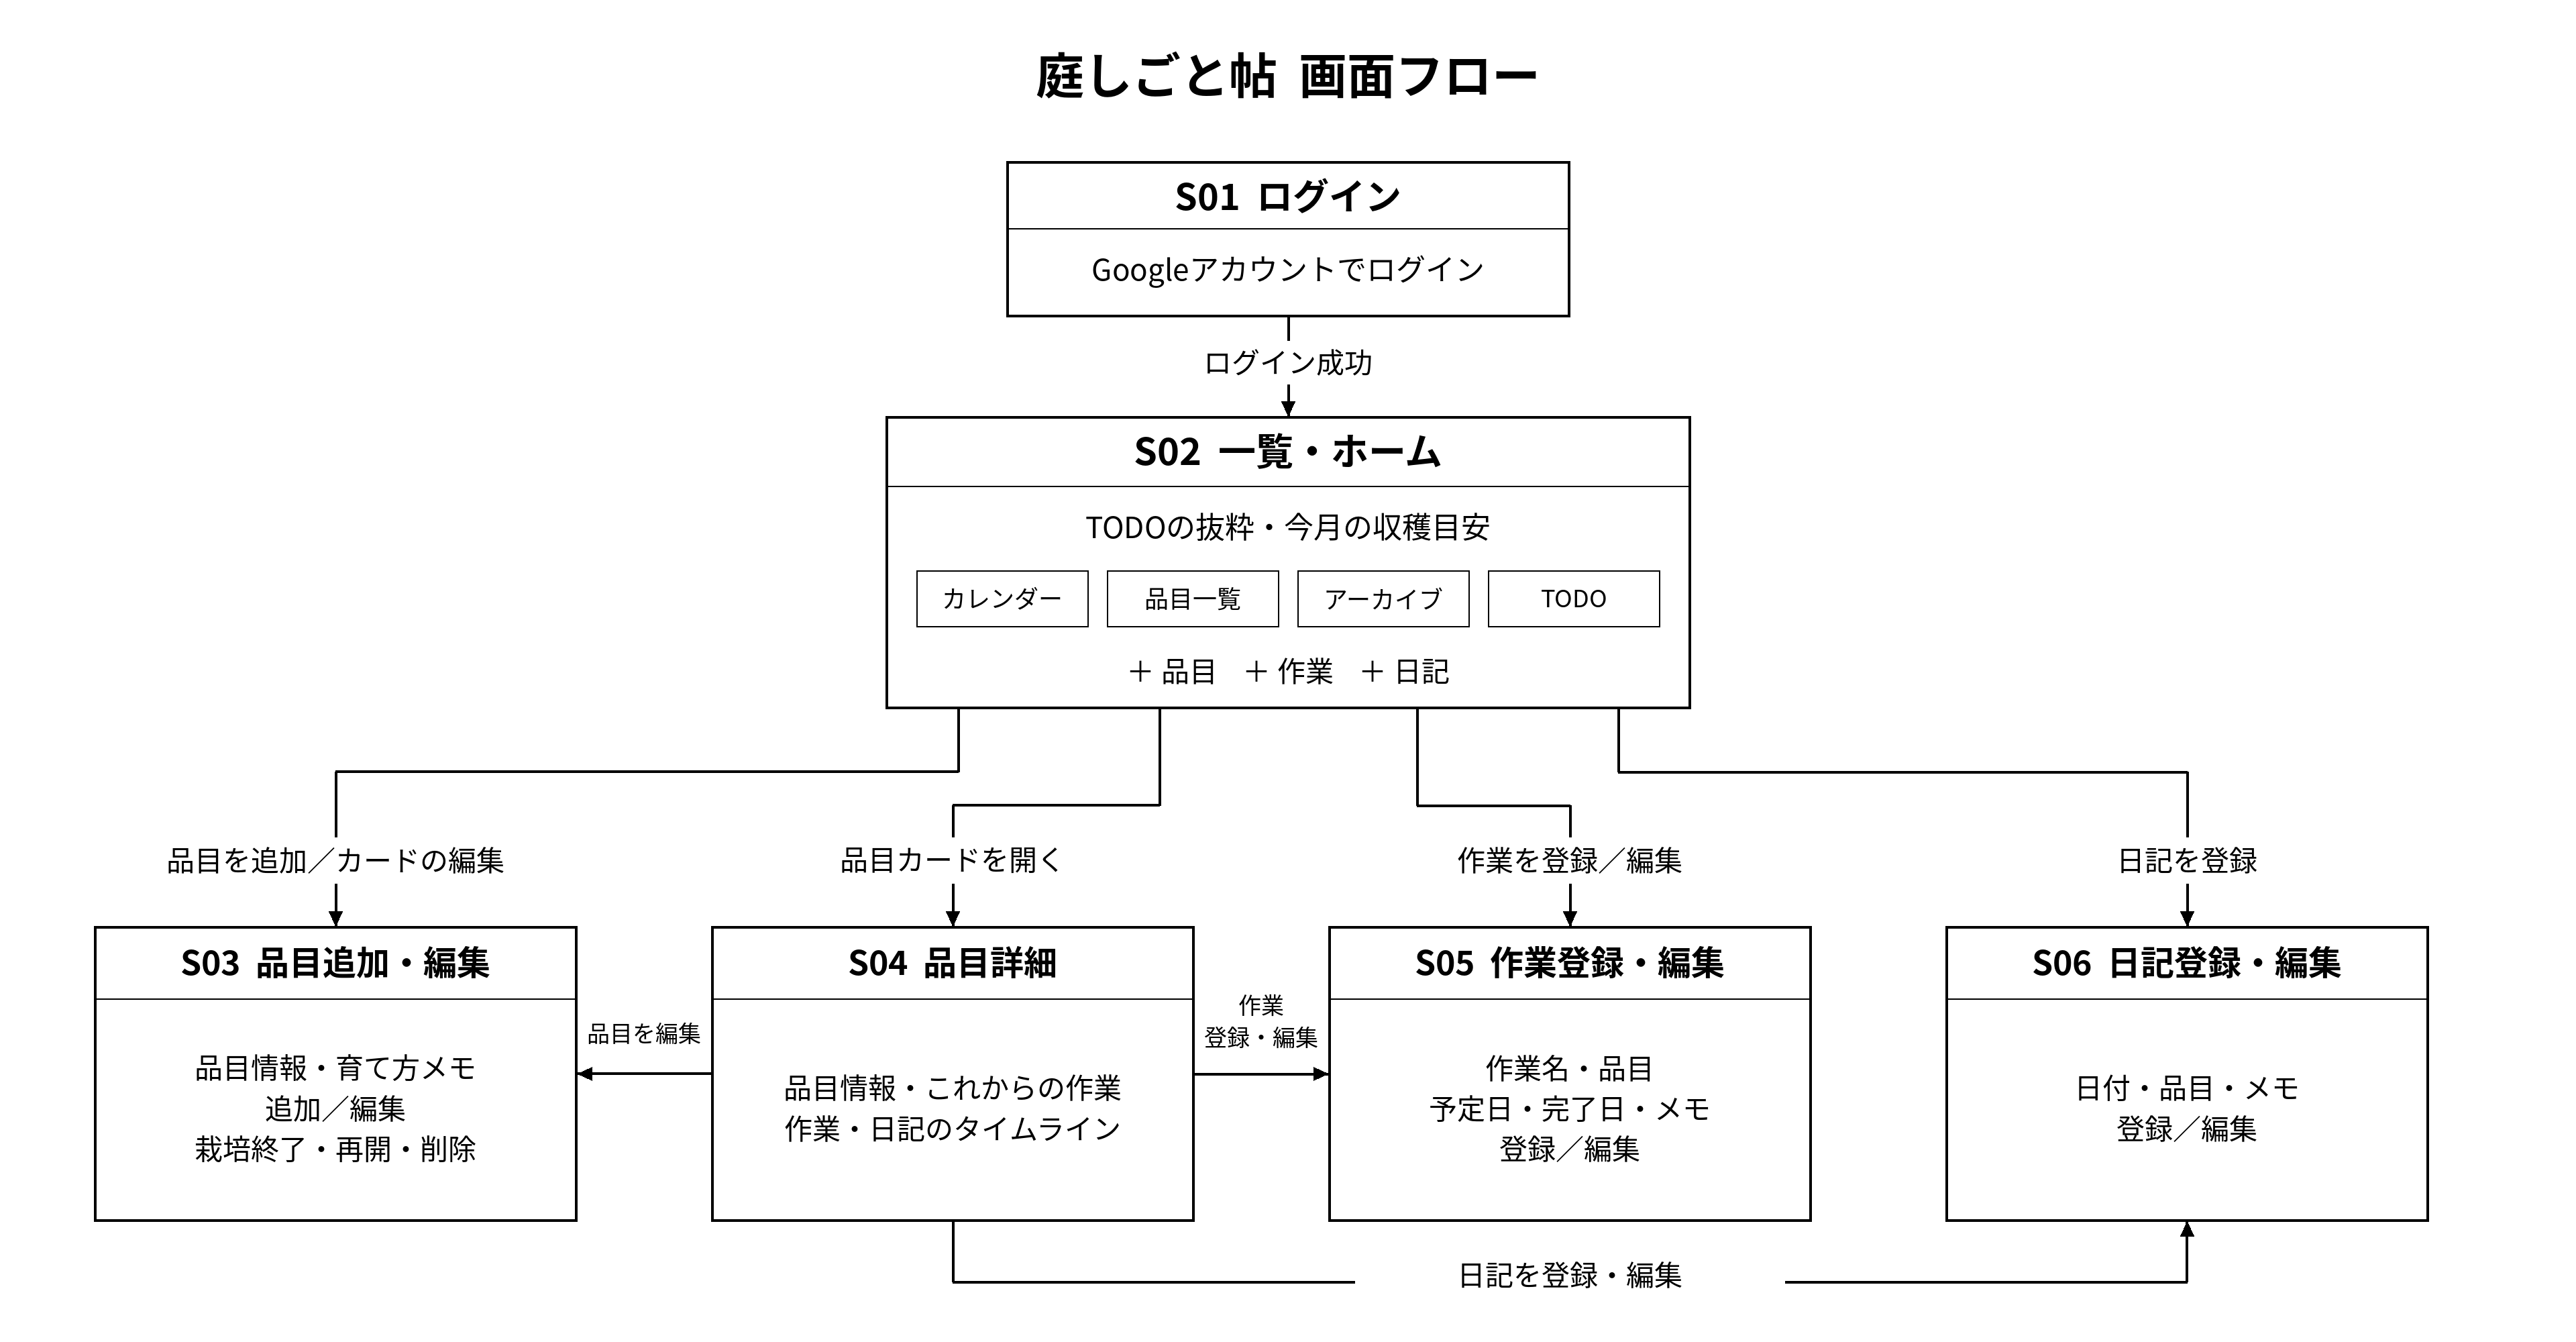 庭しごと帖 画面フロー
S01 ログイン
Googleアカウントでログイン
ログイン成功
S02 一覧・ホーム
TODOの抜粋・今月の収穫目安
カレンダー
品目一覧
アーカイブ
TODO
＋ 品目　＋ 作業　＋ 日記
品目を追加／カードの編集
品目カードを開く
作業を登録／編集
日記を登録
S03 品目追加・編集
品目情報・育て方メモ
追加／編集
栽培終了・再開・削除
品目を編集
S04 品目詳細
品目情報・これからの作業
作業・日記のタイムライン
作業
登録・編集
S05 作業登録・編集
作業名・品目
予定日・完了日・メモ
登録／編集
S06 日記登録・編集
日付・品目・メモ
登録／編集
日記を登録・編集